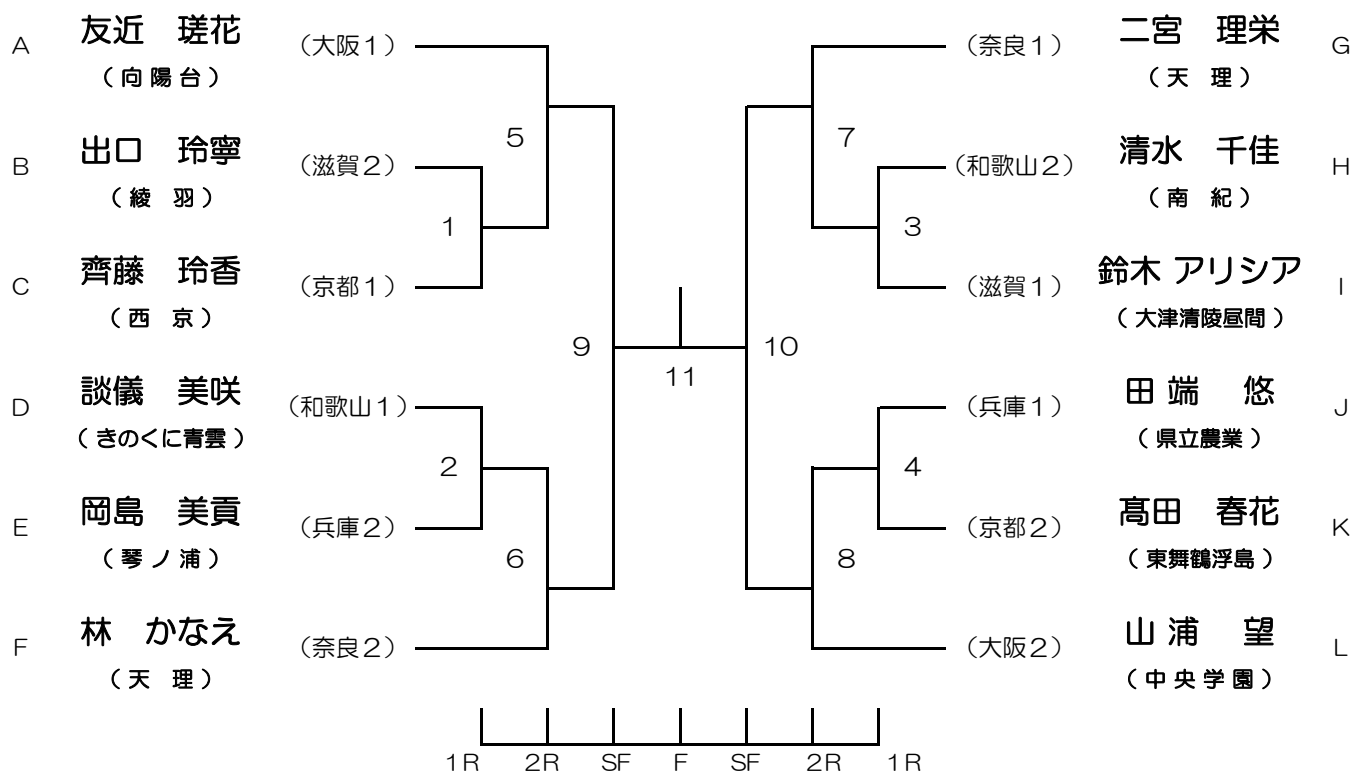 A 友近 瑳花 (大阪１)
(向陽台)
B 出口 玲寧 (滋賀２)
(綾 羽)
C 齊藤 玲香 (京都１)
(西 京)
D 談儀 美咲 (和歌山１)
(きのくに青雲)
E 岡島 美貢 (兵庫２)
(琴ノ浦)
F 林 かなえ (奈良２)
(天 理)
5
1
9
2
6
11
10
7
3
4
8
(奈良１) 二宮 理栄 G
(天 理)
(和歌山２) 清水 千佳 H
(南 紀)
(滋賀１) 鈴木 アリシア I
(大津清陵昼間)
(兵庫１) 田端 悠 J
(県立農業)
(京都２) 髙田 春花 K
(東舞鶴浮島)
(大阪２) 山浦 望 L
(中央学園)
1R 2R SF F SF 2R 1R